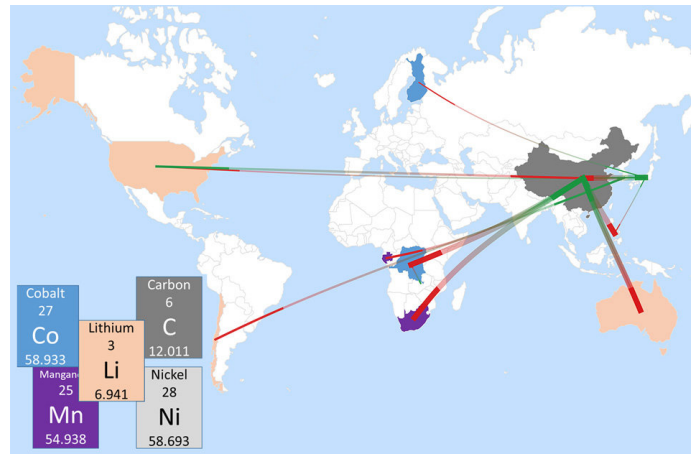 Cobalt
27
Co
58.933
Carbon
6
C
12.011
Lithium
3
Li
6.941
Mangan
25
Mn
54.938
Nickel
28
Ni
58.693